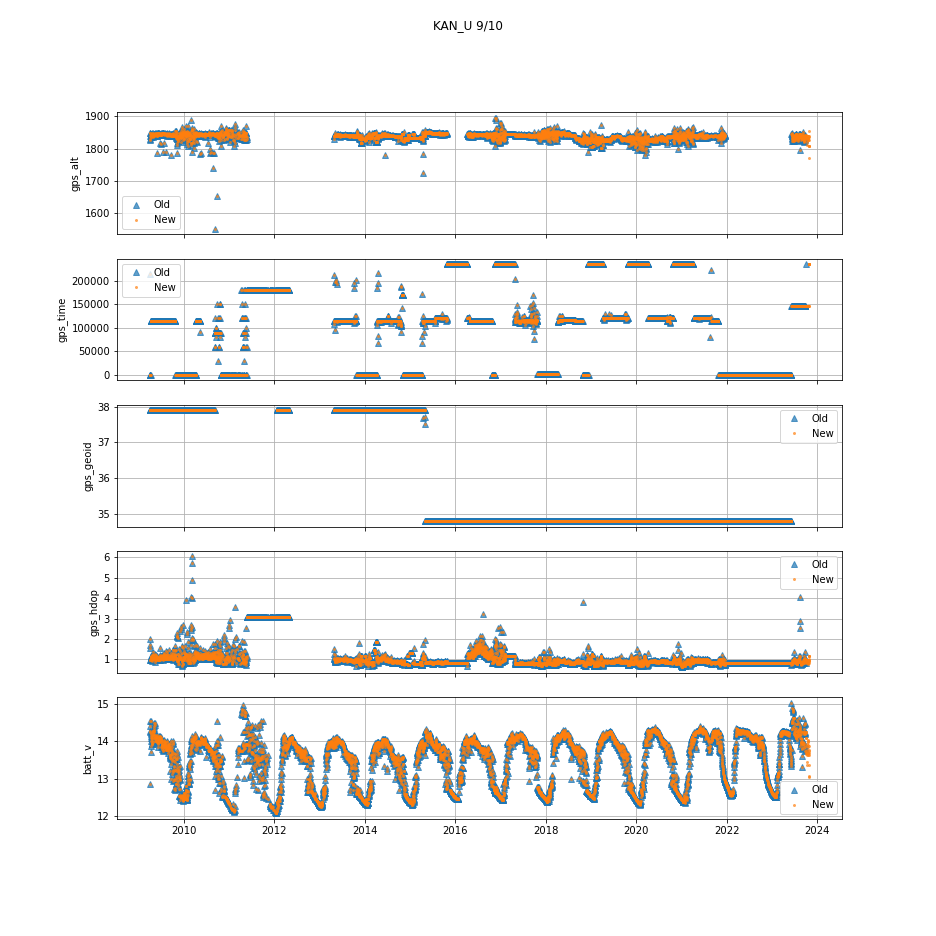 KAN_U 9/10
1900
1800
1700
1600
gps_alt
Old
New
200000
150000
100000
50000
0
gps_time
Old
New
38
37
36
35
gps_geoid
Old
New
6
5
4
3
2
1
gps_hdop
Old
New
15
14
13
12
batt_v
Old
New
2010 2012 2014 2016 2018 2020 2022 2024